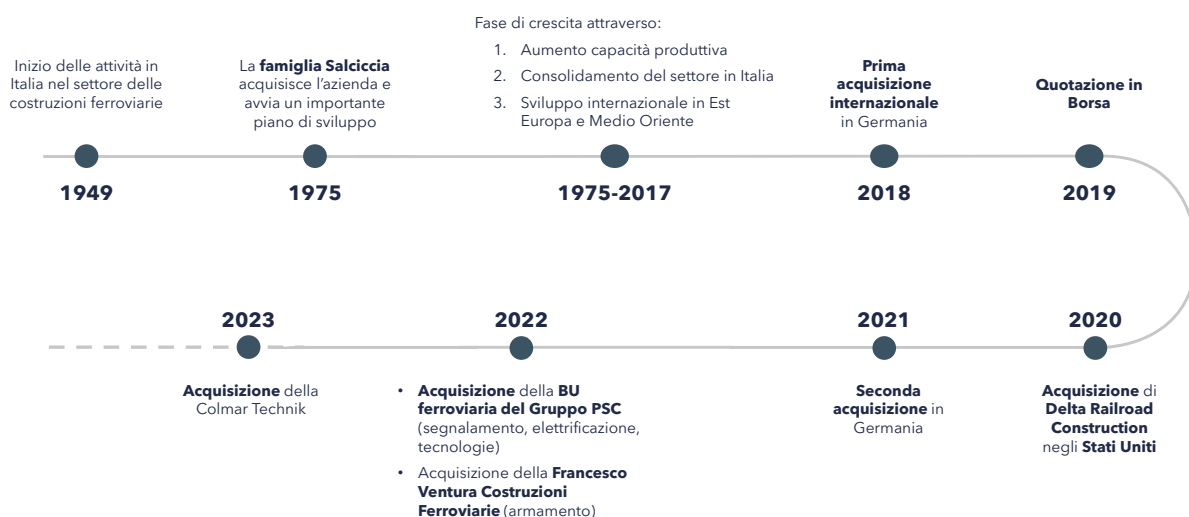 Inizio delle attività in
Italia nel settore delle
costruzioni ferroviarie
1949
La famiglia Salciccia
acquisisce l'azienda e
avvia un importante
piano di sviluppo
1975
Fase di crescita attraverso:
1. Aumento capacità produttiva
2. Consolidamento del settore in Italia
3. Sviluppo internazionale in Est
Europa e Medio Oriente
1975-2017
Prima
acquisizione
internazionale
in Germania
2018
Quotazione in
Borsa
2019
2020
Acquisizione di
Delta Railroad
Construction
negli Stati Uniti
2021
Seconda
acquisizione in
Germania
2022
• Acquisizione della BU
ferroviaria del Gruppo PSC
(segnalamento, elettrificazione,
tecnologie)
• Acquisizione della Francesco
Ventura Costruzioni
Ferroviarie (armamento)
2023
Acquisizione della
Colmar Technik